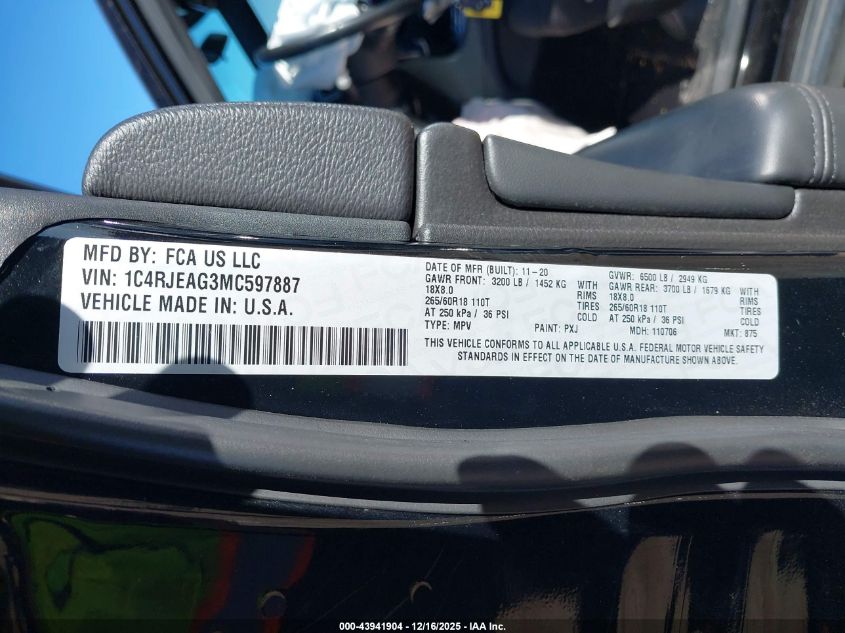 MFD BY: FCA US LLC
VIN: 1C4RJEAG3MC597887
VEHICLE MADE IN: U.S.A.
DATE OF MFR (BUILT): 11-20 GVWR: 6500 LB / 2949 KG
GAWR FRONT: 3200 LB / 1452 KG WITH GAWR REAR: 3700 LB / 1679 KG WITH
18X8.0 RIMS 18X8.0 RIMS
265/60R18 110T TIRES 265/60R18 110T TIRES
AT 250 kPa / 36 PSI COLD AT 250 kPa / 36 PSI COLD
TYPE: MPV PAINT: PXJ MDH: 110706 MKT: 875
THIS VEHICLE CONFORMS TO ALL APPLICABLE U.S.A. FEDERAL MOTOR VEHICLE SAFETY
STANDARDS IN EFFECT ON THE DATE OF MANUFACTURE SHOWN ABOVE.
000-43941904 - 12/16/2025 - IAA Inc.